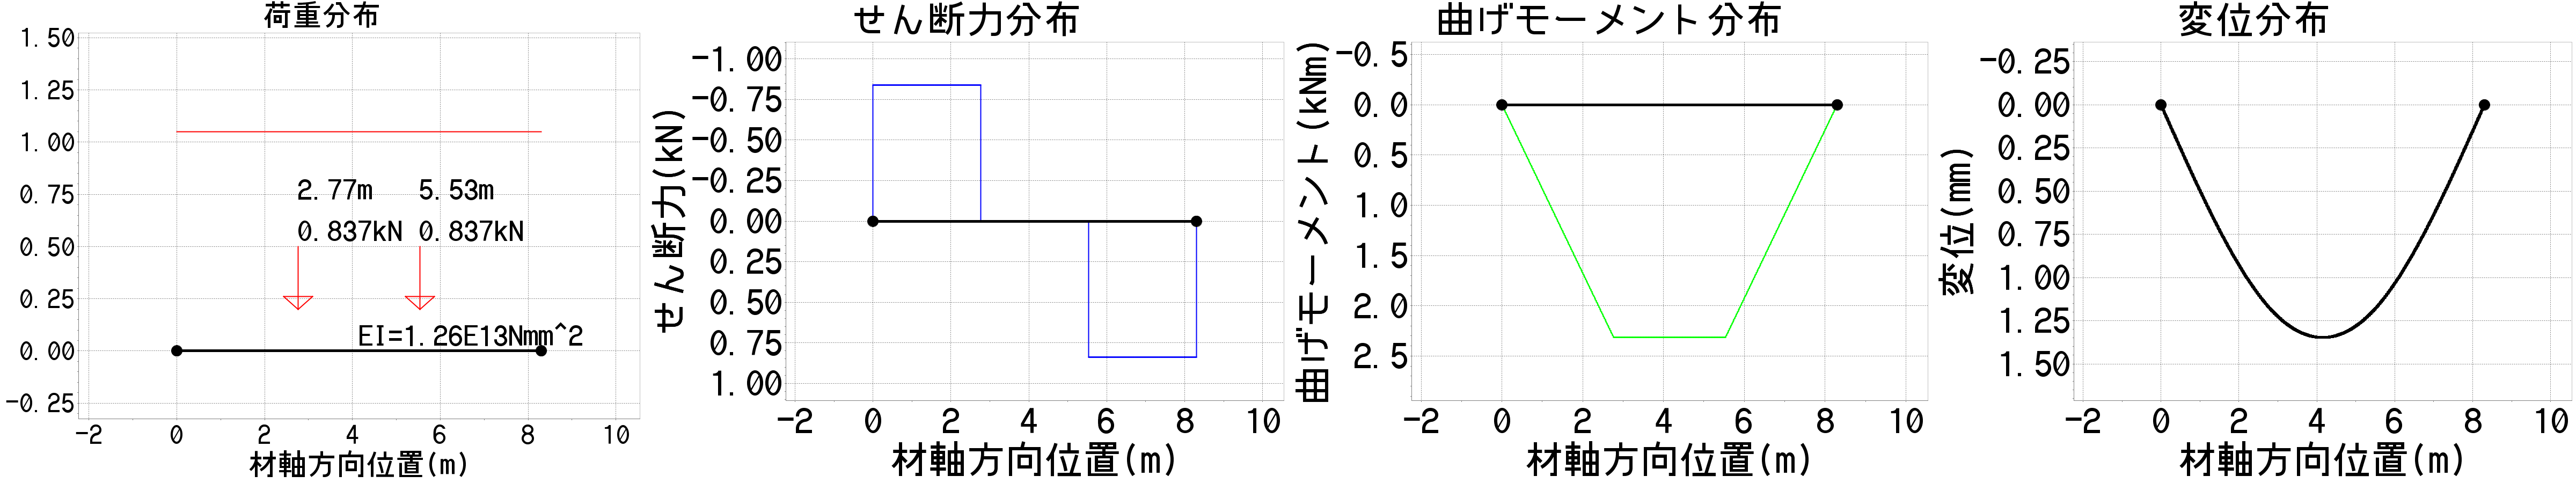 荷重分布
1.50
1.25
1.00
0.75
0.50
0.25
0.00
-0.25
2.77m
5.53m
0.837kN
0.837kN
EI=1.26E13Nmm^2
-2 0 2 4 6 8 10
材軸方向位置(m)
せん断力分布
せん断力(kN)
-1.00
-0.75
-0.50
-0.25
0.00
0.25
0.50
0.75
1.00
-2 0 2 4 6 8 10
材軸方向位置(m)
曲げモーメント分布
曲げモーメント(kNm)
-0.5
0.0
0.5
1.0
1.5
2.0
2.5
-2 0 2 4 6 8 10
材軸方向位置(m)
変位分布
変位(mm)
-0.25
0.00
0.25
0.50
0.75
1.00
1.25
1.50
-2 0 2 4 6 8 10
材軸方向位置(m)